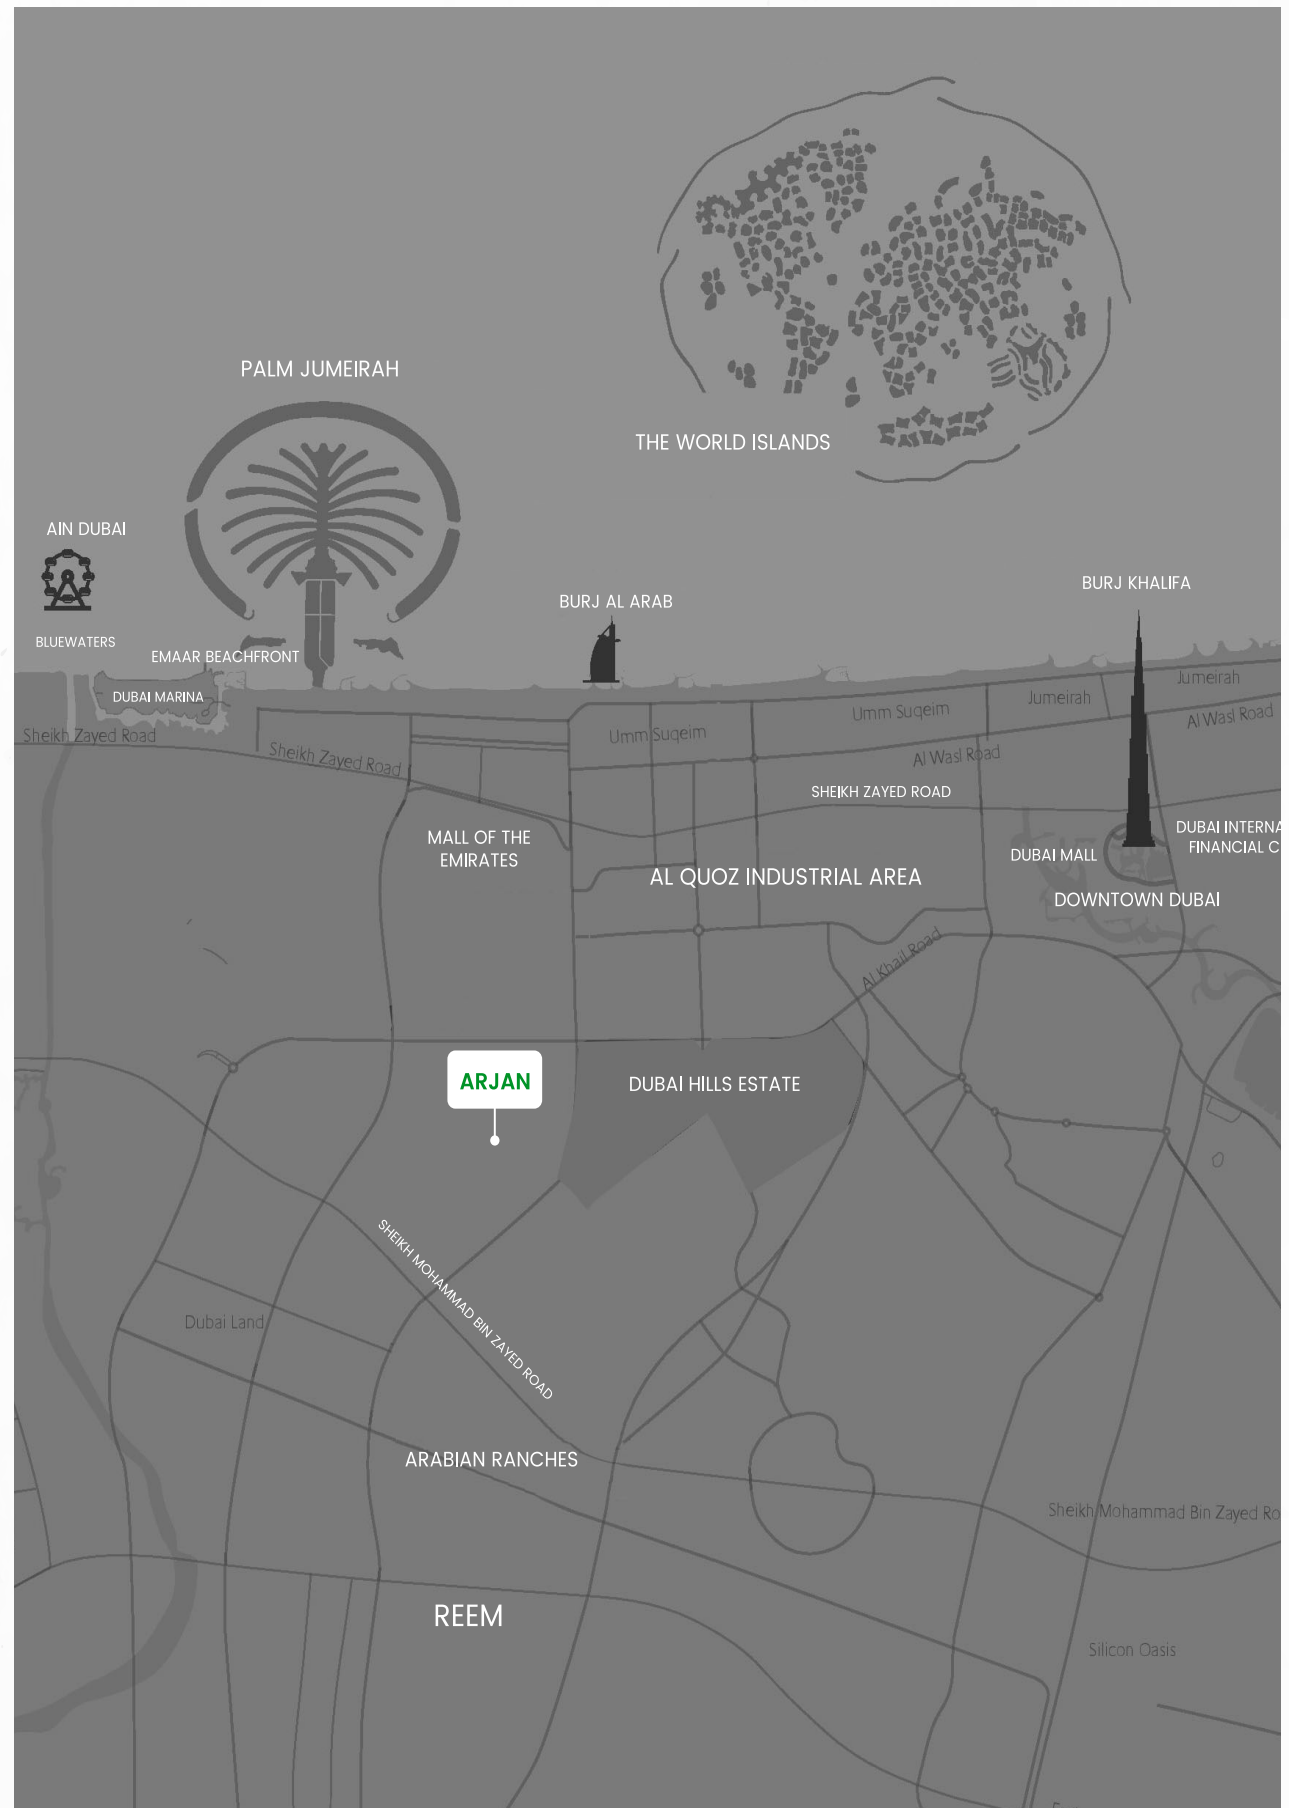 PALM JUMEIRAH
THE WORLD ISLANDS
AIN DUBAI
BURJ KHALIFA
BURJ AL ARAB
BLUEWATERS
EMAAR BEACHFRONT
DUBAI MARINA
Jumeirah
Jumeirah
Umm Suqeim
Al Wasl Road
Sheikh Zayed Road
Umm Suqeim
Sheikh Zayed Road
Al Wasl Road
SHEIKH ZAYED ROAD
MALL OF THE
EMIRATES
DUBAI INTERNA
FINANCIAL C
DUBAI MALL
AL QUOZ INDUSTRIAL AREA
DOWNTOWN DUBAI
Al Khail Road
ARJAN
DUBAI HILLS ESTATE
SHEIKH MOHAMMAD BIN ZAYED ROAD
Dubai Land
ARABIAN RANCHES
Sheikh Mohammad Bin Zayed Ro
REEM
Silicon Oasis